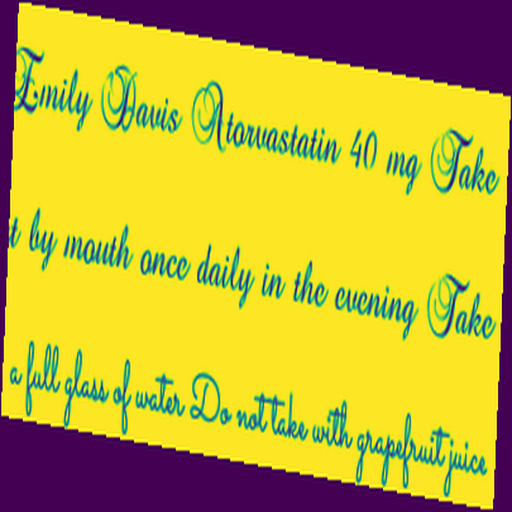 Emily Davis Atorvastatin 40 mg Take
by mouth once daily in the evening Take
a full glass of water Do not take with grapefruit juice